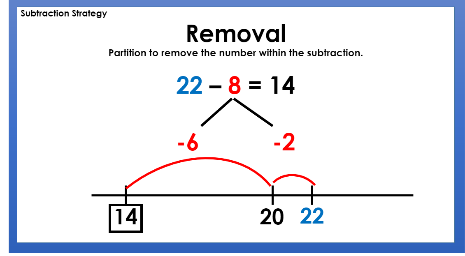 Subtraction Strategy
Removal
Partition to remove the number within the subtraction.
22 – 8 = 14
-6 -2
14 20 22